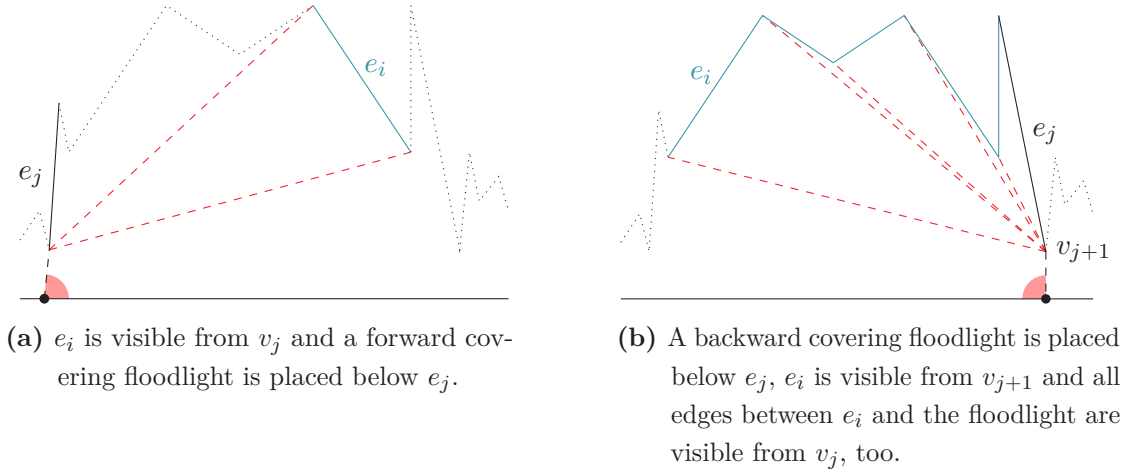 e_i
e_j
(a) e_i is visible from v_j and a forward cov-
ering floodlight is placed below e_j.
e_i
e_j
v_{j+1}
(b) A backward covering floodlight is placed
below e_j, e_i is visible from v_{j+1} and all
edges between e_i and the floodlight are
visible from v_j, too.